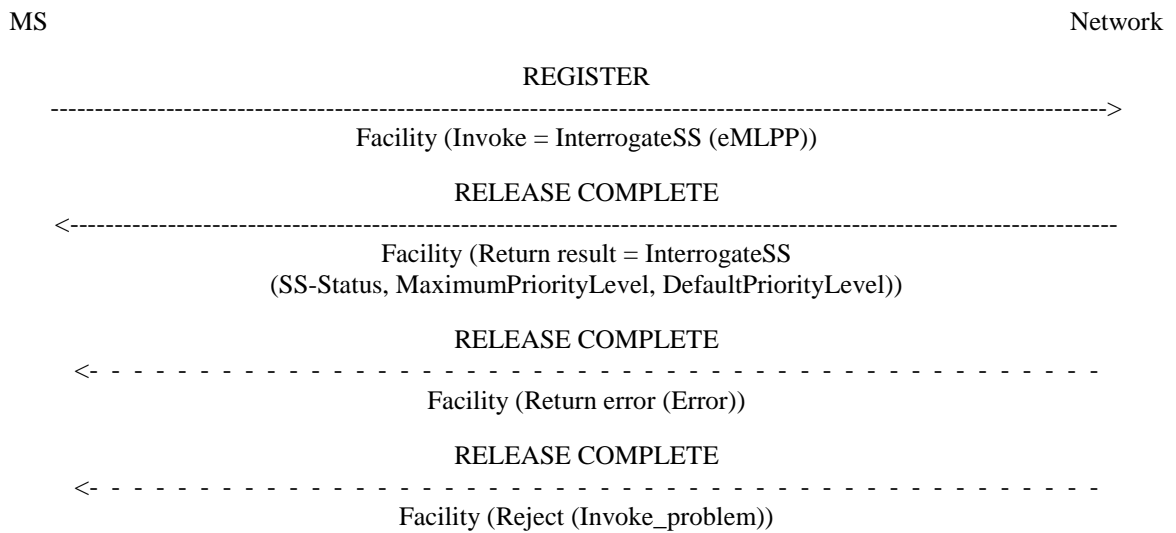 MS Network
REGISTER
Facility (Invoke = InterrogateSS (eMLPP))
RELEASE COMPLETE
Facility (Return result = InterrogateSS
(SS-Status, MaximumPriorityLevel, DefaultPriorityLevel))
RELEASE COMPLETE
Facility (Return error (Error))
RELEASE COMPLETE
Facility (Reject (Invoke_problem))